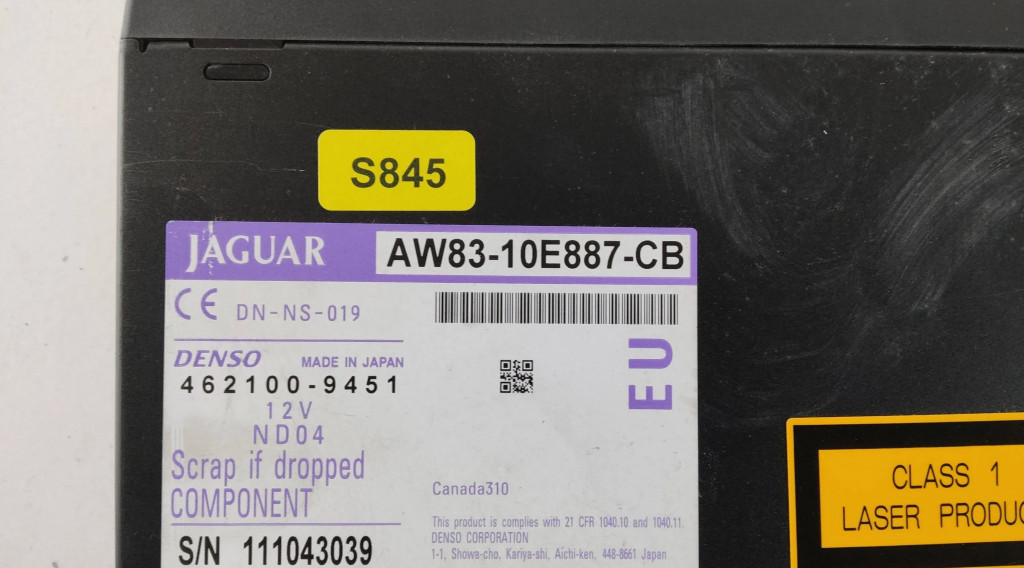 S845
JAGUAR AW83-10E887-CB
CE DN-NS-019
EU
DENSO MADE IN JAPAN
462100-9451
12V
ND04
Scrap if dropped
COMPONENT
S/N 111043039
Canada310
This product is complies with 21 CFR 1040.10 and 1040.11.
DENSO CORPORATION
1-1, Showa-cho, Kariya-shi, Aichi-ken, 448-8661 Japan
CLASS 1
LASER PRODUC